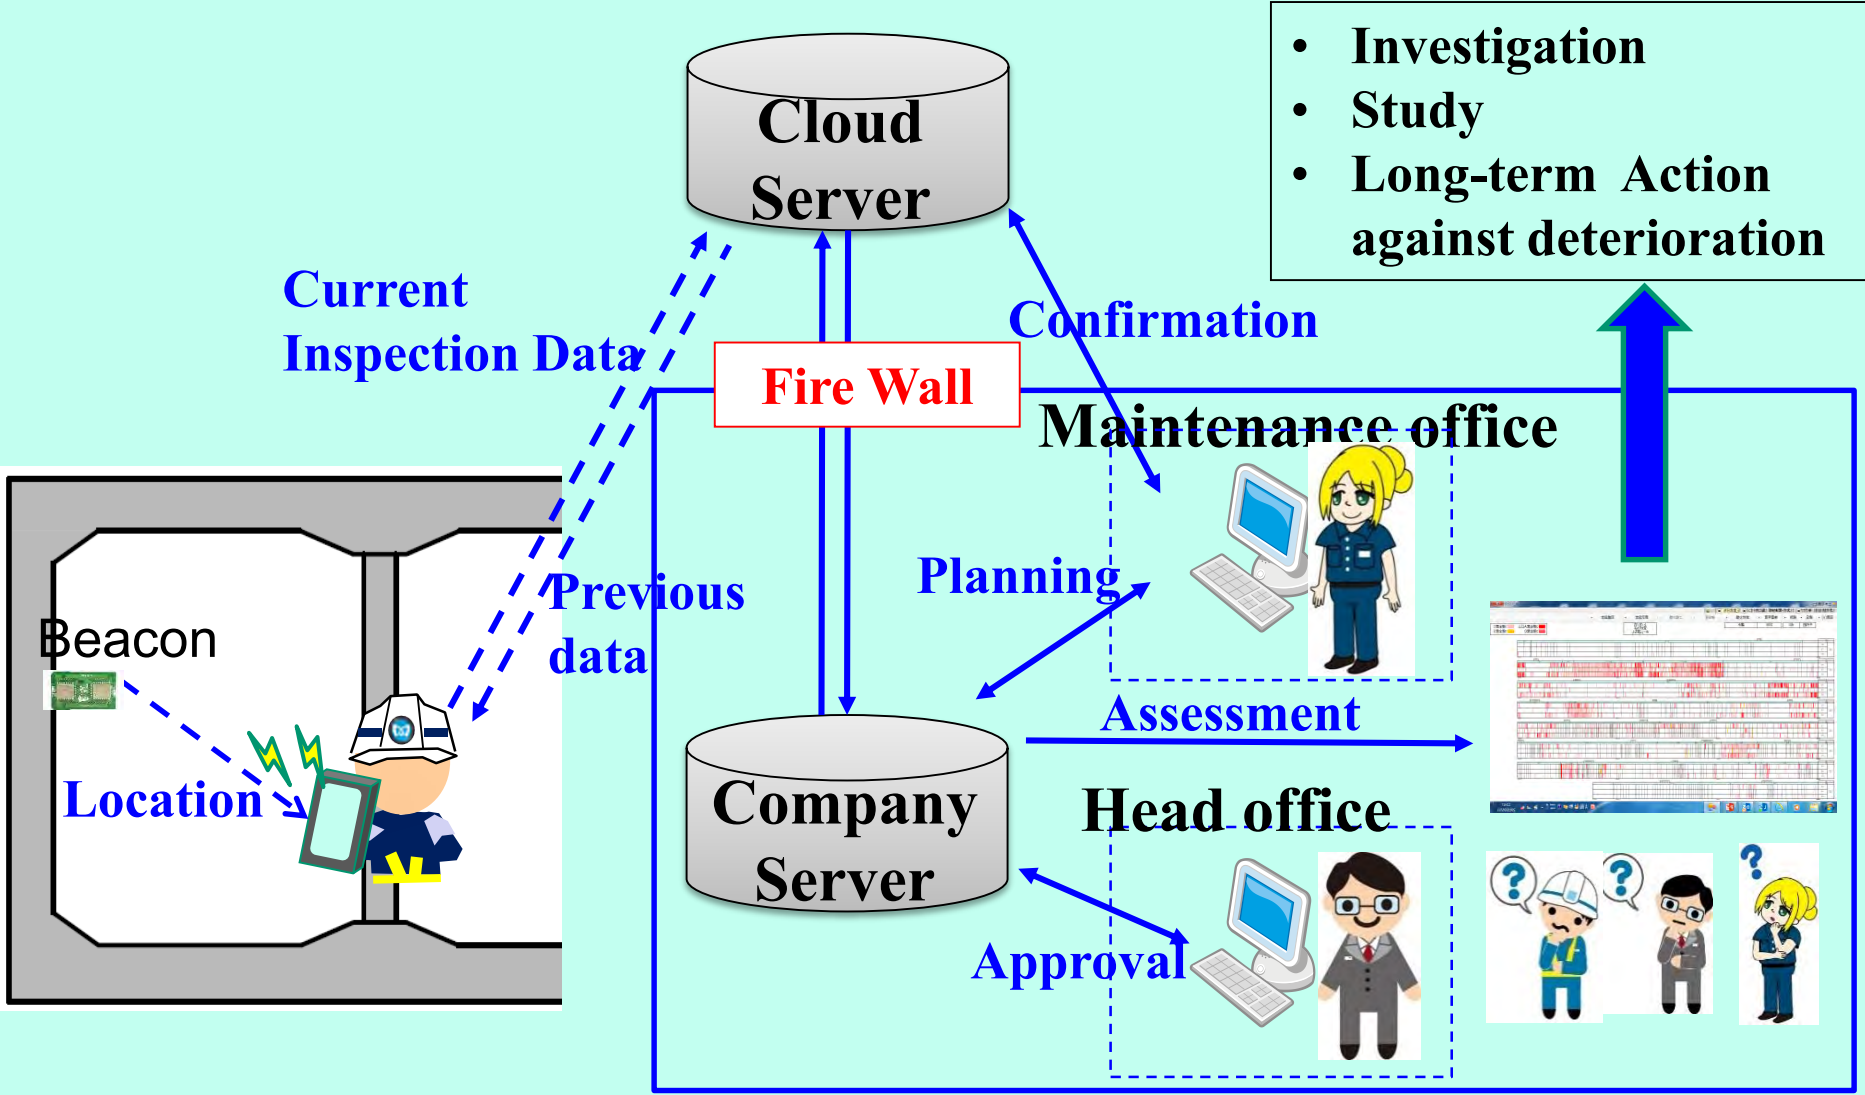 Cloud
Server
• Investigation
• Study
• Long-term Action
against deterioration
Current
Inspection Data
Confirmation
Fire Wall
Maintenance office
Planning
Previous
data
Beacon
Location
Assessment
Company
Server
Head office
Approval
?
?
?